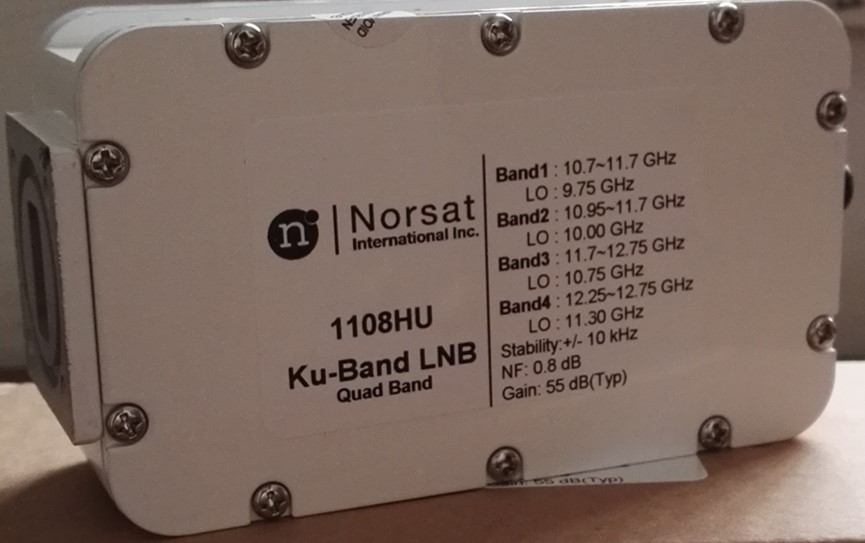 n | Norsat
International Inc.
1108HU
Ku-Band LNB
Quad Band
Band1 : 10.7~11.7 GHz
LO : 9.75 GHz
Band2 : 10.95~11.7 GHz
LO : 10.00 GHz
Band3 : 11.7~12.75 GHz
LO : 10.75 GHz
Band4 : 12.25~12.75 GHz
LO : 11.30 GHz
Stability:+/- 10 kHz
NF: 0.8 dB
Gain: 55 dB(Typ)
Gain: 55 dB(Typ)